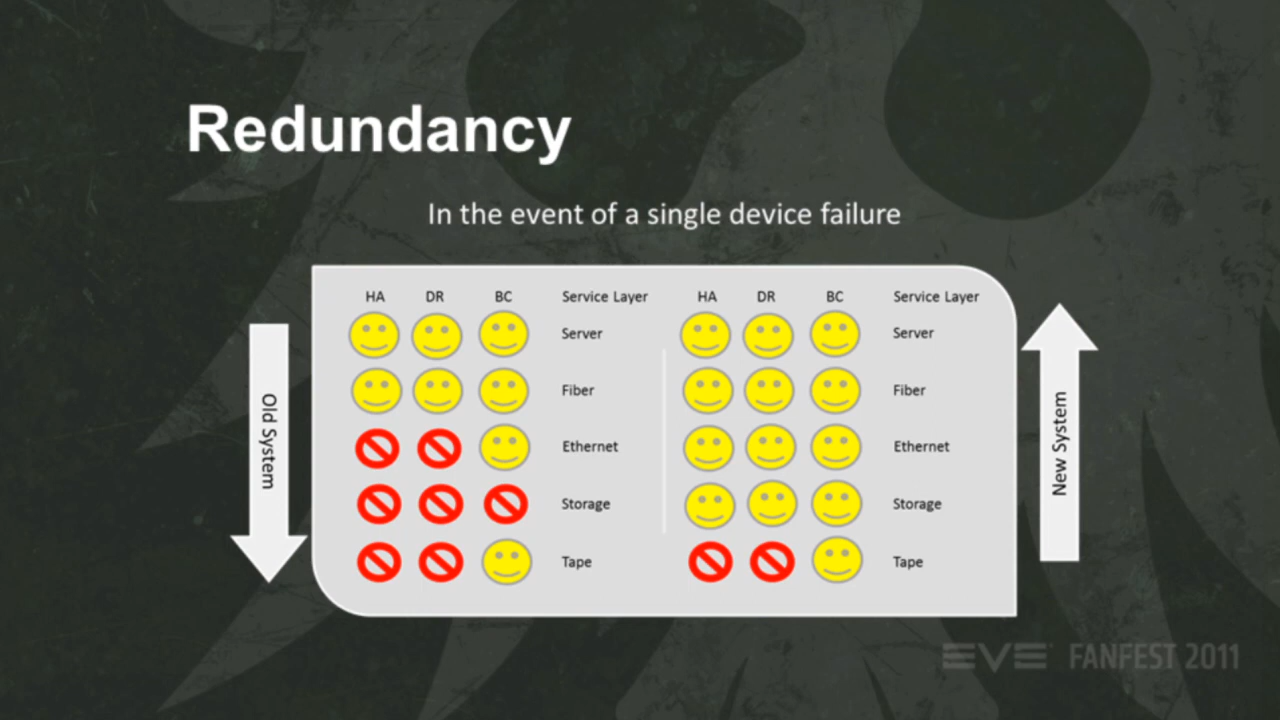 Redundancy
In the event of a single device failure
HA DR BC Service Layer HA DR BC Service Layer
Server Server
Fiber Fiber
Ethernet Ethernet
Storage Storage
Tape Tape
Old System
New System
EVE FANFEST 2011